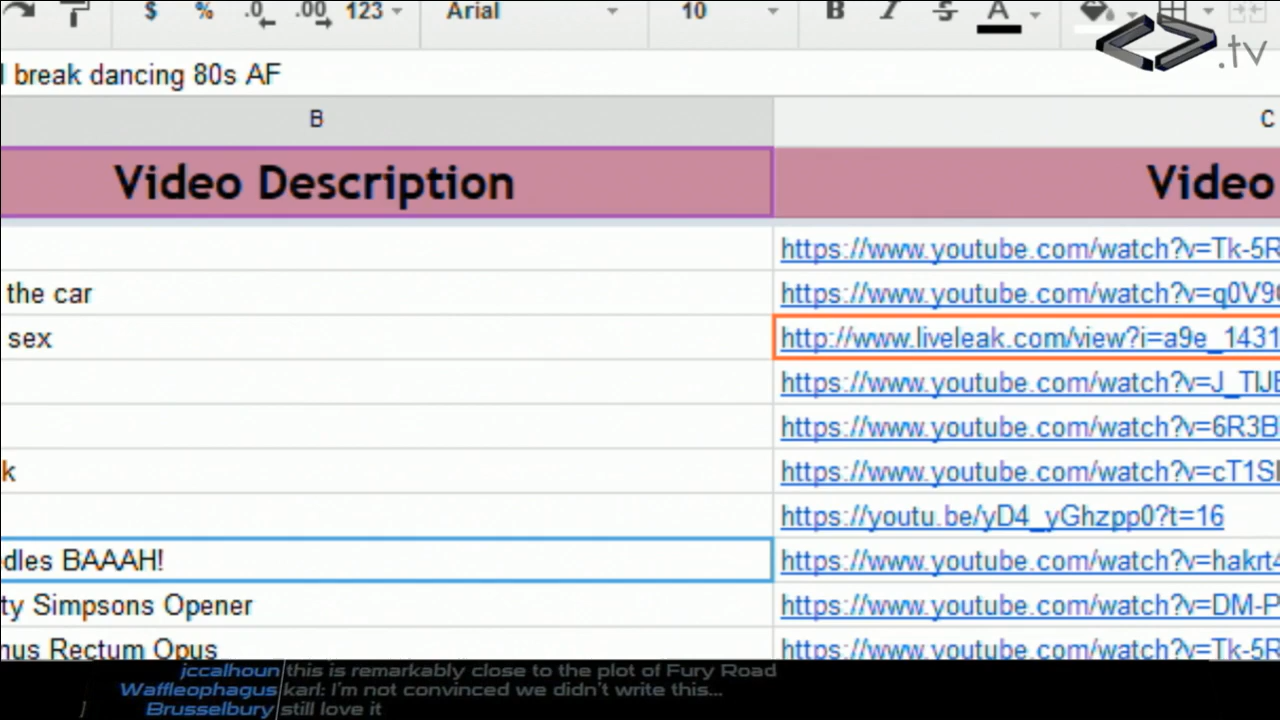 $ % .0 .00 123 Arial 10 B I S A
.tv
break dancing 80s AF
B C
Video Description Video
https://www.youtube.com/watch?v=Tk-5R
the car https://www.youtube.com/watch?v=q0V9
sex http://www.liveleak.com/view?i=a9e_1431
https://www.youtube.com/watch?v=J_TIJE
https://www.youtube.com/watch?v=6R3B
k https://www.youtube.com/watch?v=cT1S
https://youtu.be/yD4_yGhzpp0?t=16
dles BAAAH! https://www.youtube.com/watch?v=hakrt4
ty Simpsons Opener https://www.youtube.com/watch?v=DM-P
nus Rectum Opus https://www.youtube.com/watch?v=Tk-5R
jccalhoun this is remarkably close to the plot of Fury Road
Waffleophagus karl: I'm not convinced we didn't write this...
Brusselbury still love it